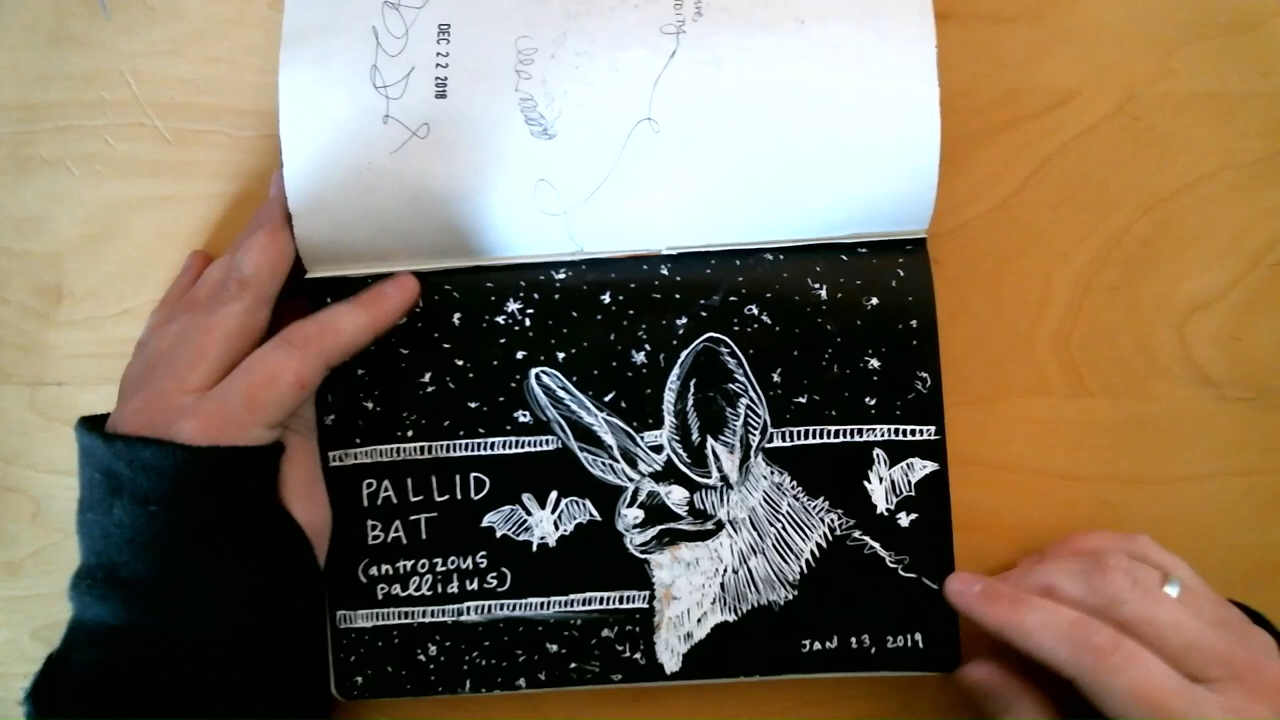 DEC 22 2018
PALLID
BAT
(antrozous
pallidus)
JAN 23, 2019